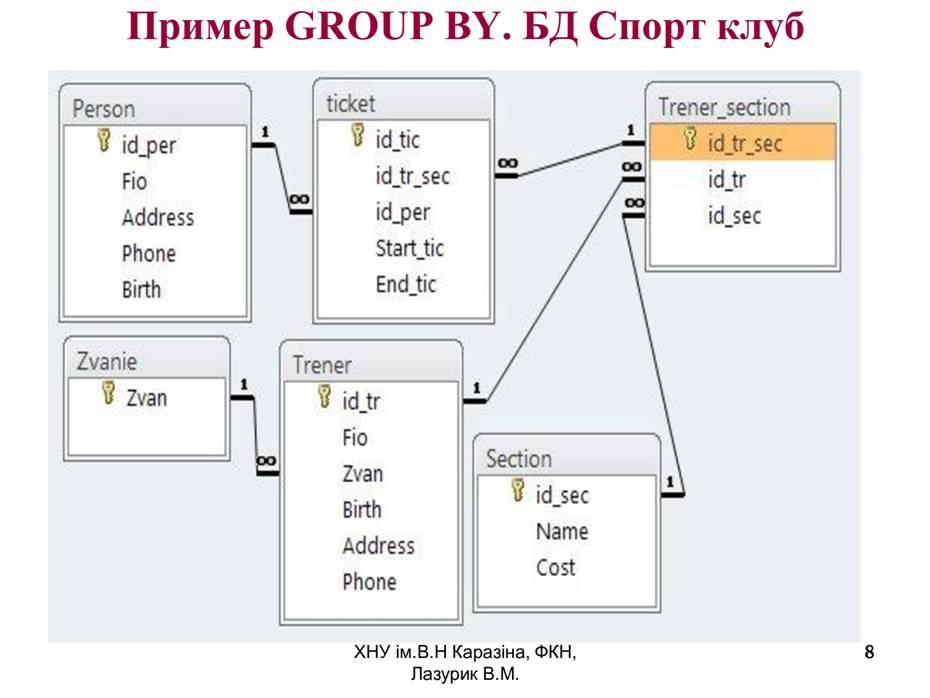 Пример GROUP BY. БД Спорт клуб
Person
id_per
Fio
Address
Phone
Birth
1
∞
ticket
id_tic
id_tr_sec
id_per
Start_tic
End_tic
∞
1
∞
∞
Trener_section
id_tr_sec
id_tr
id_sec
Zvanie
Zvan
1
∞
Trener
id_tr
Fio
Zvan
Birth
Address
Phone
1
Section
id_sec
Name
Cost
1
ХНУ ім.В.Н Каразіна, ФКН,
Лазурик В.М.
8